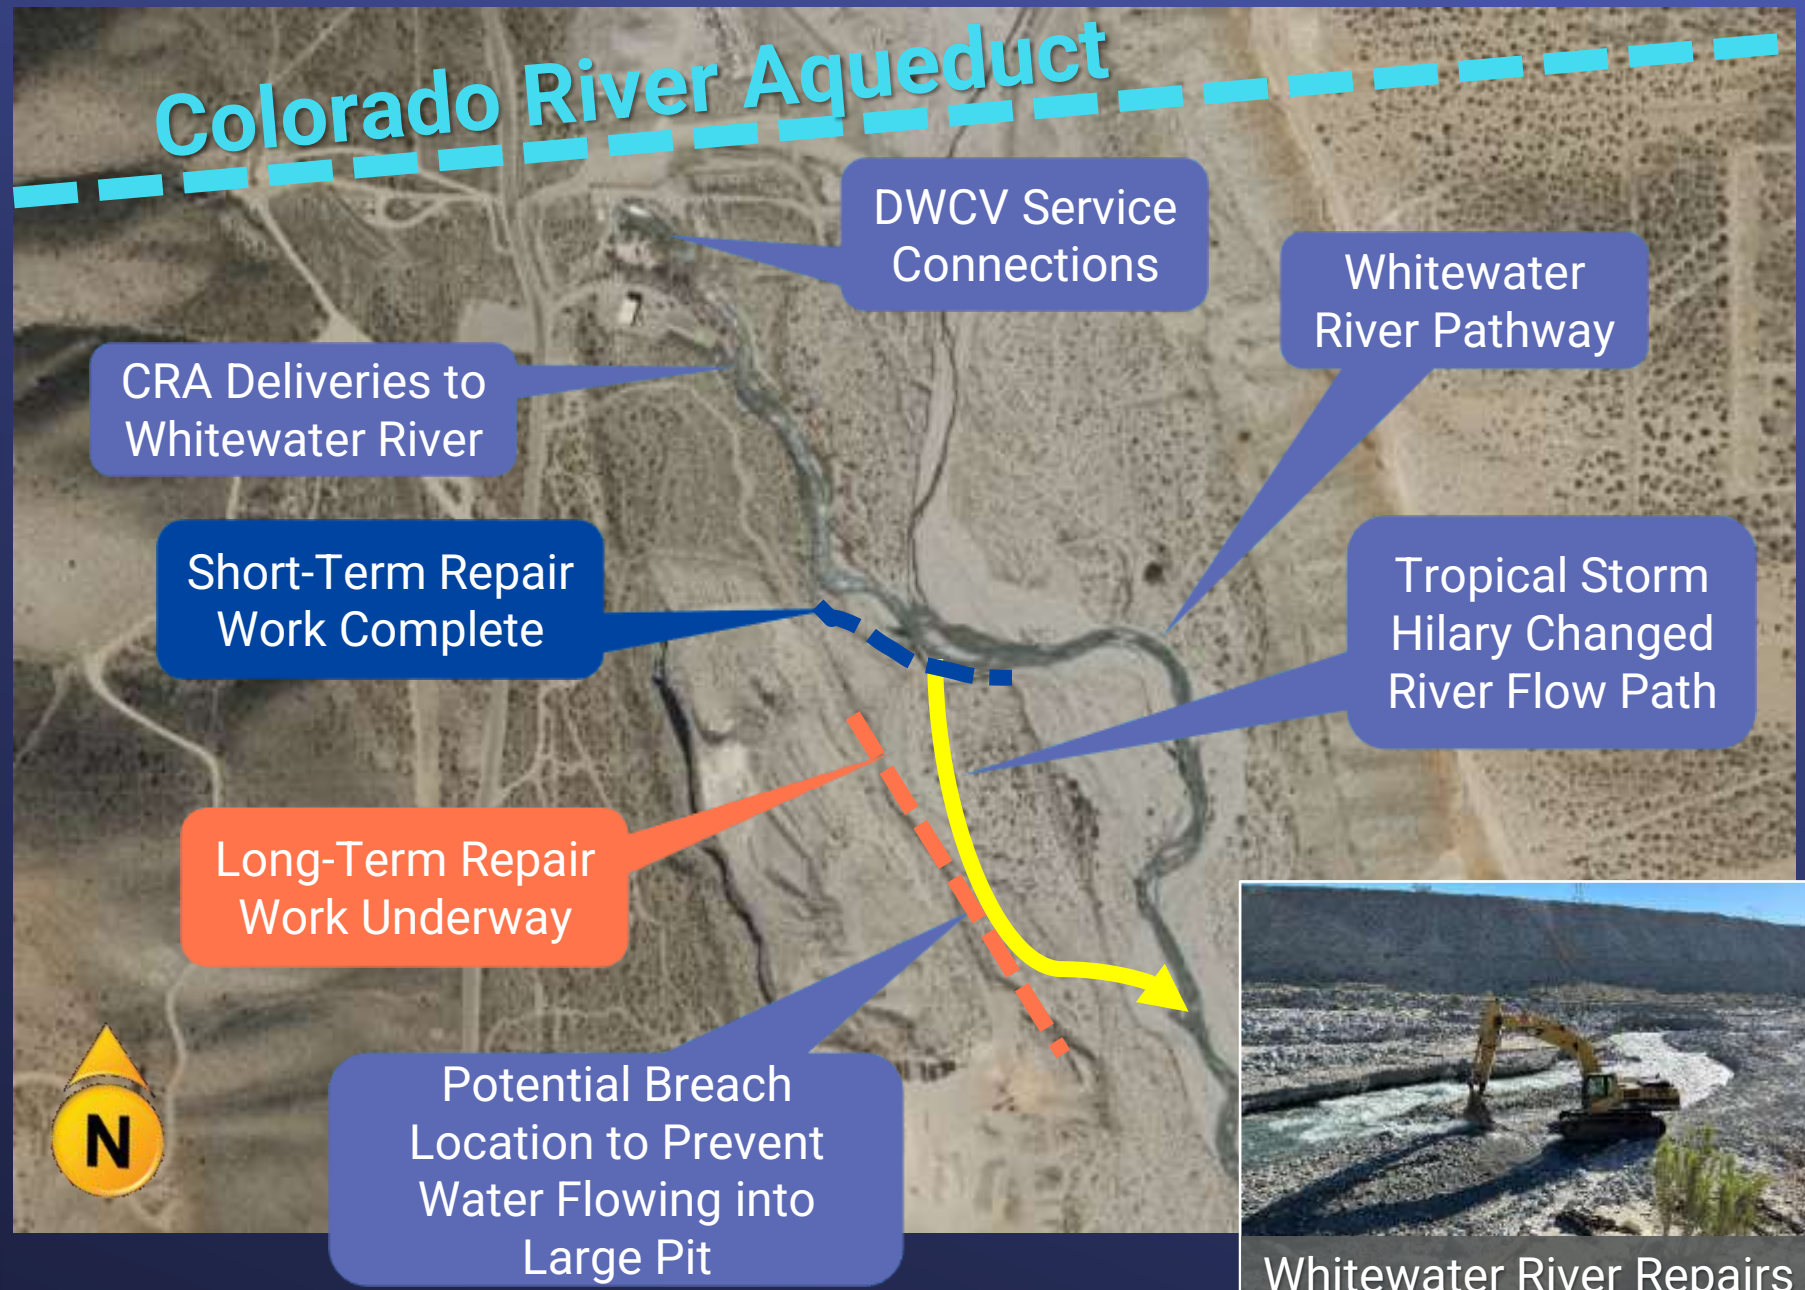 Colorado River Aqueduct
DWCV Service
Connections
Whitewater
River Pathway
CRA Deliveries to
Whitewater River
Short-Term Repair
Work Complete
Tropical Storm
Hilary Changed
River Flow Path
Long-Term Repair
Work Underway
Potential Breach
Location to Prevent
Water Flowing into
Large Pit
N
Whitewater River Repairs